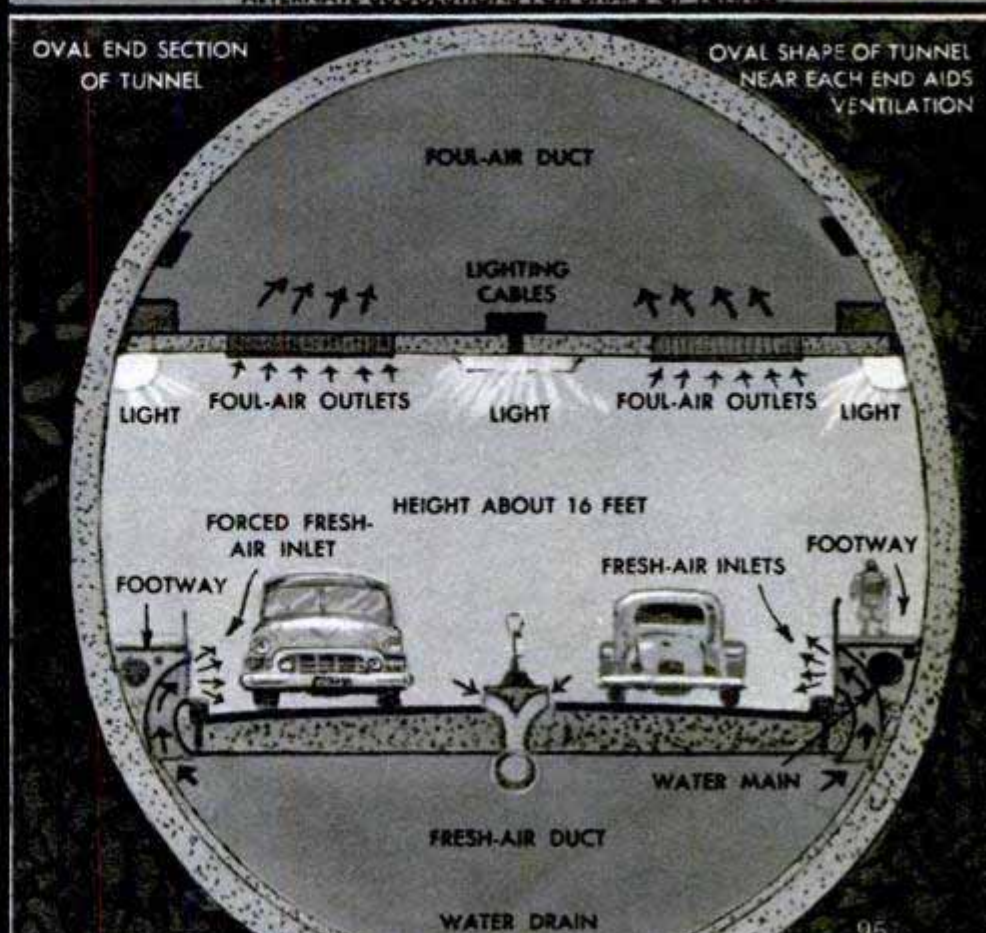 OVAL END SECTION
OF TUNNEL
OVAL SHAPE OF TUNNEL
NEAR EACH END AIDS
VENTILATION
FOUL-AIR DUCT
LIGHTING
CABLES
LIGHT
FOUL-AIR OUTLETS
LIGHT
FOUL-AIR OUTLETS
LIGHT
HEIGHT ABOUT 16 FEET
FORCED FRESH-
AIR INLET
FOOTWAY
FRESH-AIR INLETS
FOOTWAY
WATER MAIN
FRESH-AIR DUCT
WATER DRAIN
95